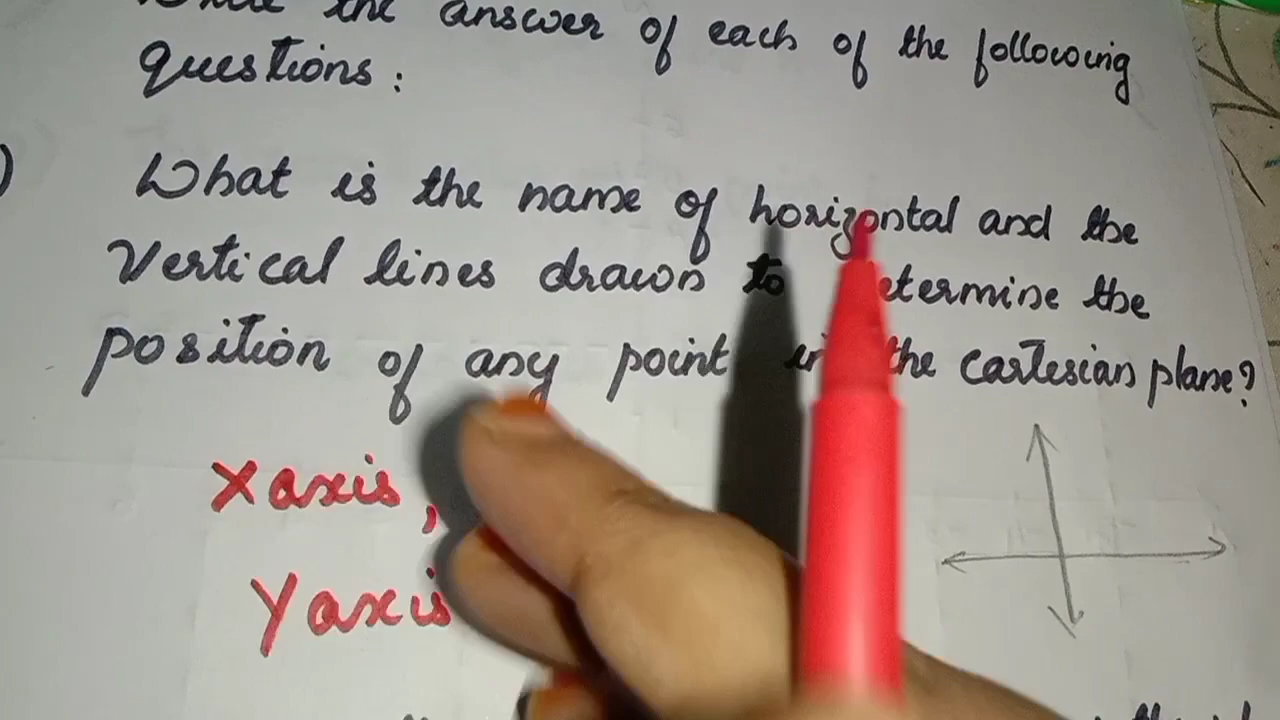 the answer of each of the following
questions:
) What is the name of horizontal and the
Vertical lines drawn to etermine the
position of any point in the cartesian plane?
x axis,
y axis